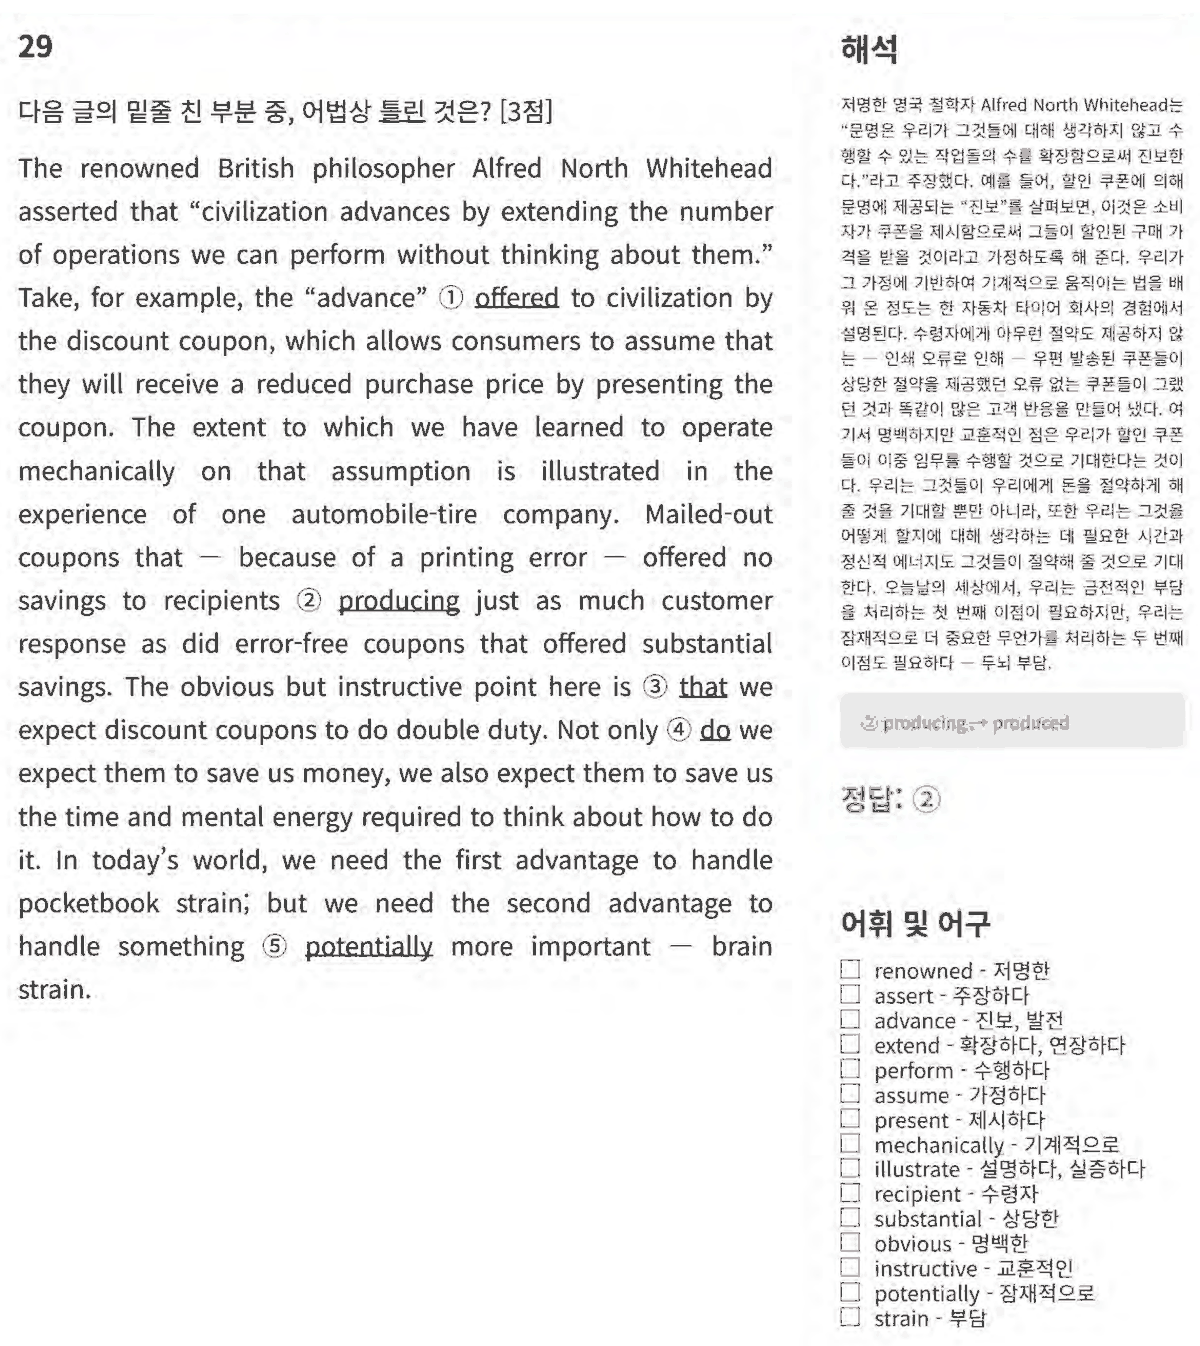 29
다음 글의 밑줄 친 부분 중, 어법상 틀린 것은? [3점]
The renowned British philosopher Alfred North Whitehead
asserted that “civilization advances by extending the number
of operations we can perform without thinking about them.”
Take, for example, the “advance” ① offered to civilization by
the discount coupon, which allows consumers to assume that
they will receive a reduced purchase price by presenting the
coupon. The extent to which we have learned to operate
mechanically on that assumption is illustrated in the
experience of one automobile-tire company. Mailed-out
coupons that — because of a printing error — offered no
savings to recipients ② producing just as much customer
response as did error-free coupons that offered substantial
savings. The obvious but instructive point here is ③ that we
expect discount coupons to do double duty. Not only ④ do we
expect them to save us money, we also expect them to save us
the time and mental energy required to think about how to do
it. In today’s world, we need the first advantage to handle
pocketbook strain; but we need the second advantage to
handle something ⑤ potentially more important — brain
strain.
해석
저명한 영국 철학자 Alfred North Whitehead는
“문명은 우리가 그것들에 대해 생각하지 않고 수
행할 수 있는 작업들의 수를 확장함으로써 진보한
다.”라고 주장했다. 예를 들어, 할인 쿠폰에 의해
문명에 제공되는 “진보”를 살펴보면, 이것은 소비
자가 쿠폰을 제시함으로써 그들이 할인된 구매 가
격을 받을 것이라고 가정하도록 해 준다. 우리가
그 가정에 기반하여 기계적으로 움직이는 법을 배
워 온 정도는 한 자동차 타이어 회사의 경험에서
설명된다. 수령자에게 아무런 절약도 제공하지 않
는 — 인쇄 오류로 인해 — 우편 발송된 쿠폰들이
상당한 절약을 제공했던 오류 없는 쿠폰들이 그랬
던 것과 똑같이 많은 고객 반응을 만들어 냈다. 여
기서 명백하지만 교훈적인 점은 우리가 할인 쿠폰
들이 이중 임무를 수행할 것으로 기대한다는 것이
다. 우리는 그것들이 우리에게 돈을 절약하게 해
줄 것을 기대할 뿐만 아니라, 또한 우리는 그것을
어떻게 할지에 대해 생각하는 데 필요한 시간과
정신적 에너지도 그것들이 절약해 줄 것으로 기대
한다. 오늘날의 세상에서, 우리는 금전적인 부담
을 처리하는 첫 번째 이점이 필요하지만, 우리는
잠재적으로 더 중요한 무언가를 처리하는 두 번째
이점도 필요하다 — 두뇌 부담.
② producing → produced
정답: ②
어휘 및 어구
renowned - 저명한
assert - 주장하다
advance - 진보, 발전
extend - 확장하다, 연장하다
perform - 수행하다
assume - 가정하다
present - 제시하다
mechanically - 기계적으로
illustrate - 설명하다, 실증하다
recipient - 수령자
substantial - 상당한
obvious - 명백한
instructive - 교훈적인
potentially - 잠재적으로
strain - 부담